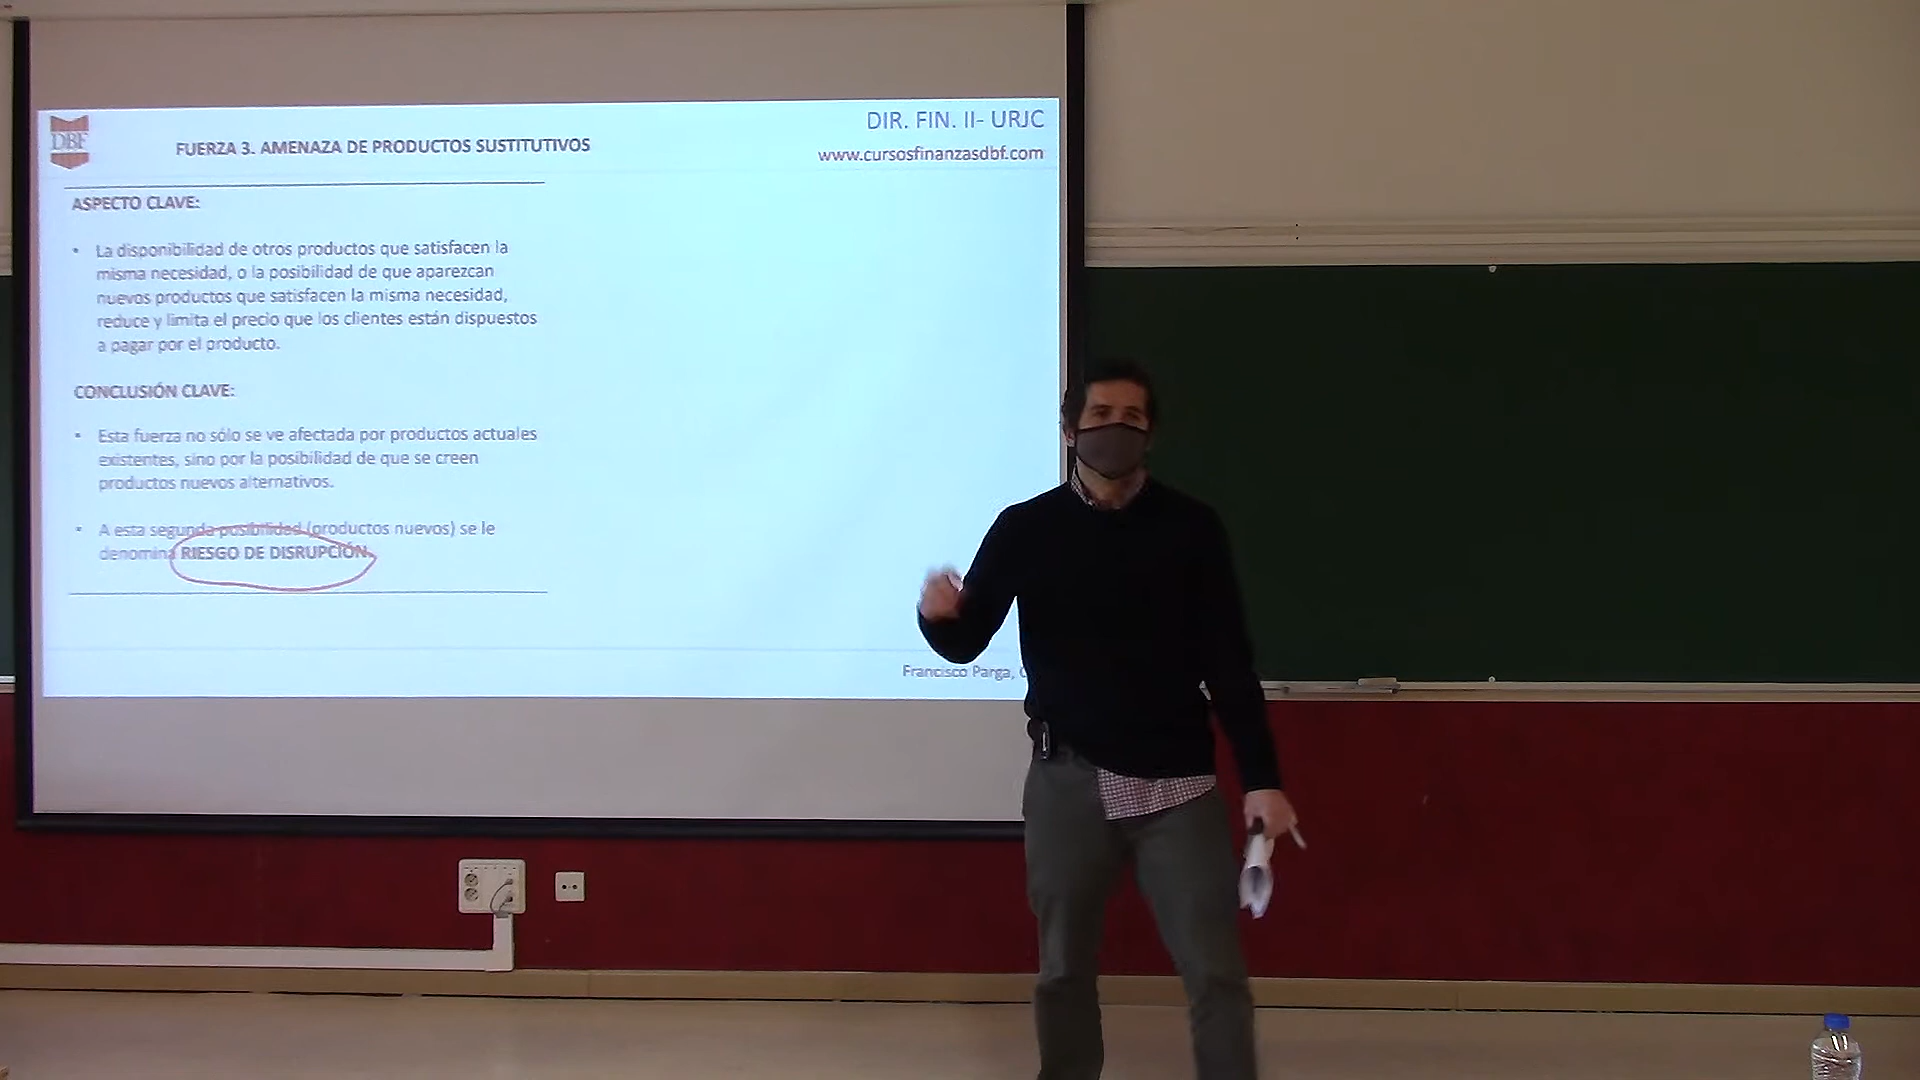 DBF
FUERZA 3. AMENAZA DE PRODUCTOS SUSTITUTIVOS
DIR. FIN. II- URJC
www.cursosfinanzasdbf.com
ASPECTO CLAVE:
• La disponibilidad de otros productos que satisfacen la
misma necesidad, o la posibilidad de que aparezcan
nuevos productos que satisfacen la misma necesidad,
reduce y limita el precio que los clientes están dispuestos
a pagar por el producto.
CONCLUSIÓN CLAVE:
• Esta fuerza no sólo se ve afectada por productos actuales
existentes, sino por la posibilidad de que se creen
productos nuevos alternativos.
• A esta segunda posibilidad (productos nuevos) se le
denomina RIESGO DE DISRUPCIÓN.
Francisco Parga,